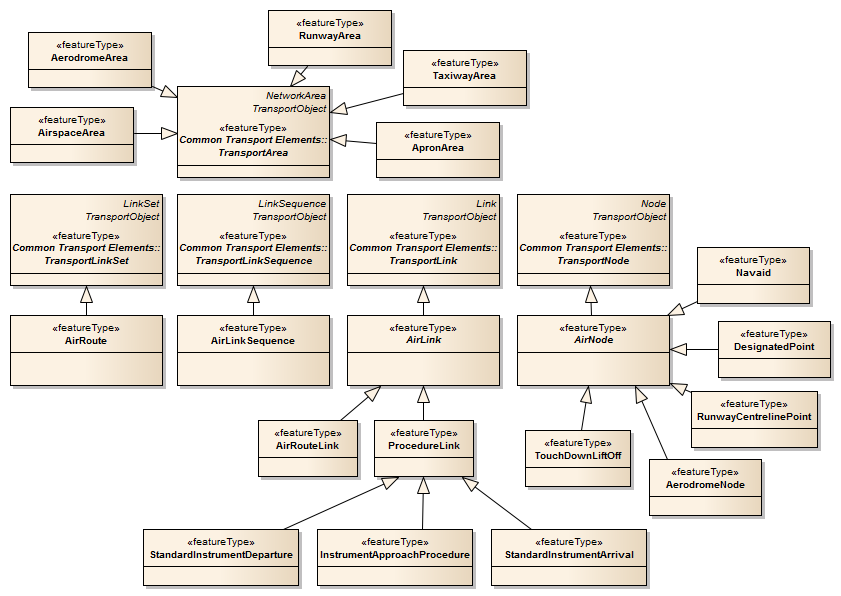 «featureType»
RunwayArea
«featureType»
AerodromeArea
«featureType»
TaxiwayArea
NetworkArea
TransportObject
«featureType»
Common Transport Elements::
TransportArea
«featureType»
AirspaceArea
«featureType»
ApronArea
LinkSet
TransportObject
«featureType»
Common Transport Elements::
TransportLinkSet
LinkSequence
TransportObject
«featureType»
Common Transport Elements::
TransportLinkSequence
Link
TransportObject
«featureType»
Common Transport Elements::
TransportLink
Node
TransportObject
«featureType»
Common Transport Elements::
TransportNode
«featureType»
Navaid
«featureType»
AirRoute
«featureType»
AirLinkSequence
«featureType»
AirLink
«featureType»
AirNode
«featureType»
DesignatedPoint
«featureType»
RunwayCentrelinePoint
«featureType»
AirRouteLink
«featureType»
ProcedureLink
«featureType»
TouchDownLiftOff
«featureType»
AerodromeNode
«featureType»
StandardInstrumentDeparture
«featureType»
InstrumentApproachProcedure
«featureType»
StandardInstrumentArrival